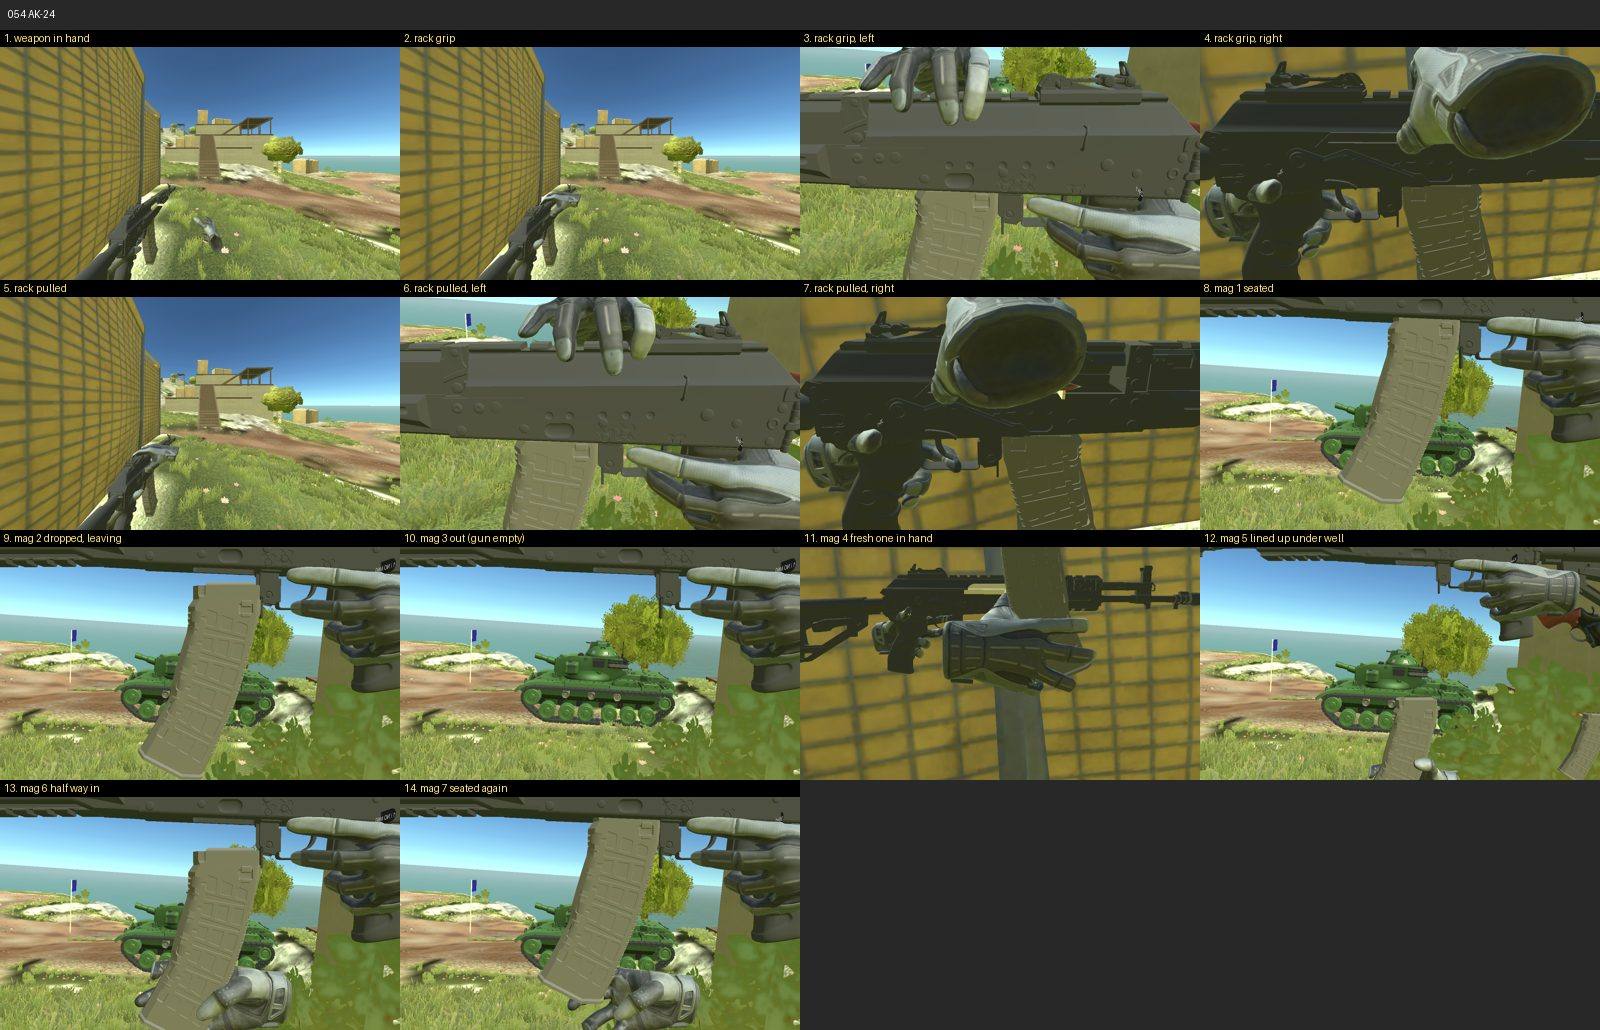 054 AK-24
1. weapon in hand
2. rack grip
3. rack grip, left
4. rack grip, right
5. rack pulled
6. rack pulled, left
7. rack pulled, right
8. mag 1 seated
9. mag 2 dropped, leaving
10. mag 3 out (gun empty)
11. mag 4 fresh one in hand
12. mag 5 lined up under well
13. mag 6 half way in
14. mag 7 seated again